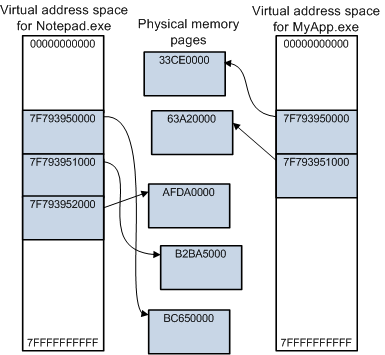 Virtual address space
for Notepad.exe
00000000000
7F793950000
7F793951000
7F793952000
7FFFFFFFFFF
Physical memory
pages
33CE0000
63A20000
AFDA0000
B2BA5000
BC650000
Virtual address space
for MyApp.exe
00000000000
7F793950000
7F793951000
7FFFFFFFFFF